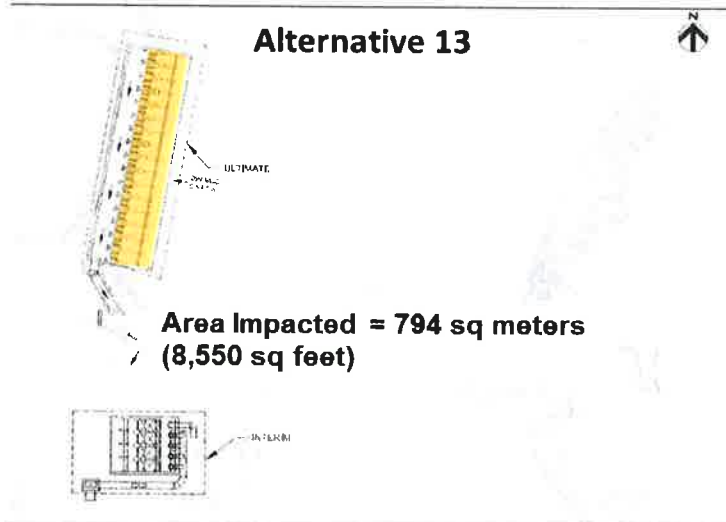 Alternative 13
N
ULTIMATE
Area Impacted = 794 sq meters
(8,550 sq feet)
INTERIM